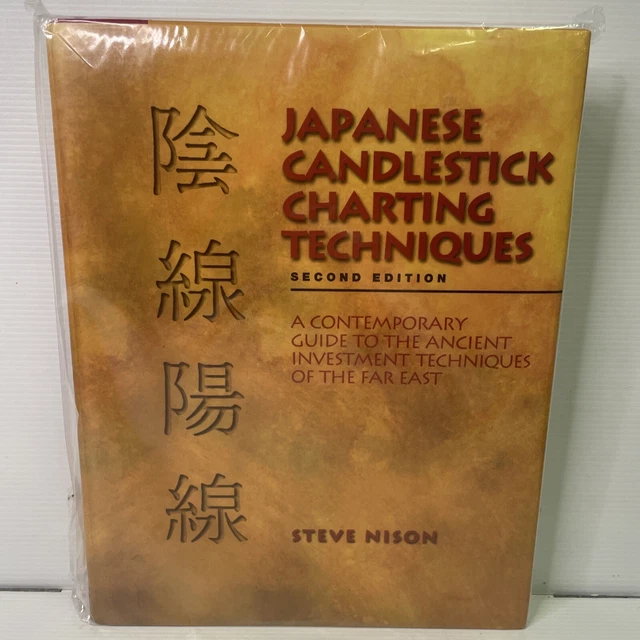 陰線陽線
JAPANESE
CANDLESTICK
CHARTING
TECHNIQUES
SECOND EDITION
A CONTEMPORARY
GUIDE TO THE ANCIENT
INVESTMENT TECHNIQUES
OF THE FAR EAST
STEVE NISON